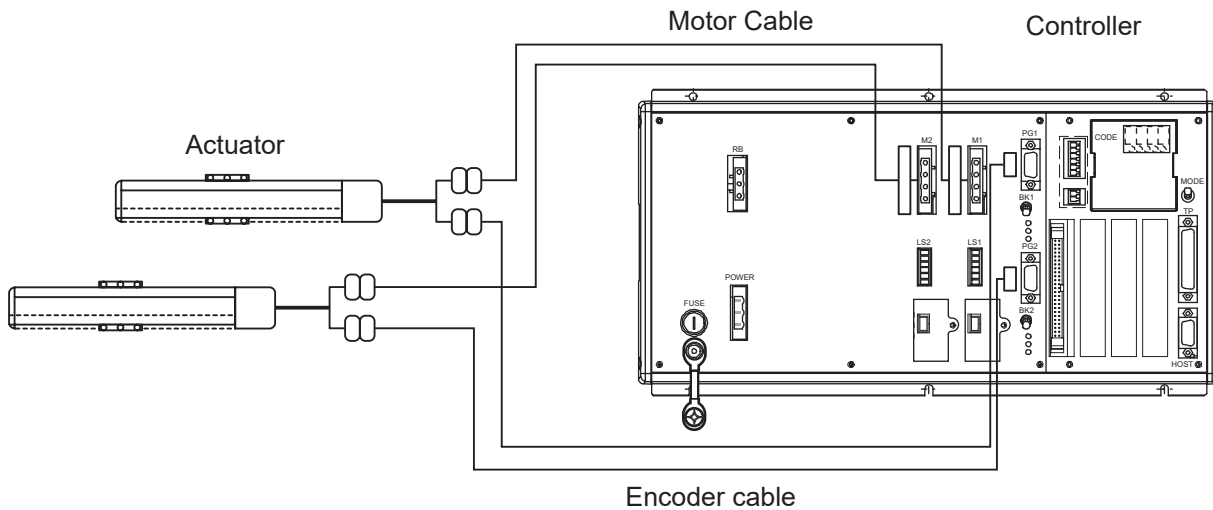 Motor Cable
Controller
Actuator
M2
M1
PG1
CODE
RB
MODE
BK1
TP
LS2
LS1
PG2
POWER
FUSE
BK2
HOST
Encoder cable